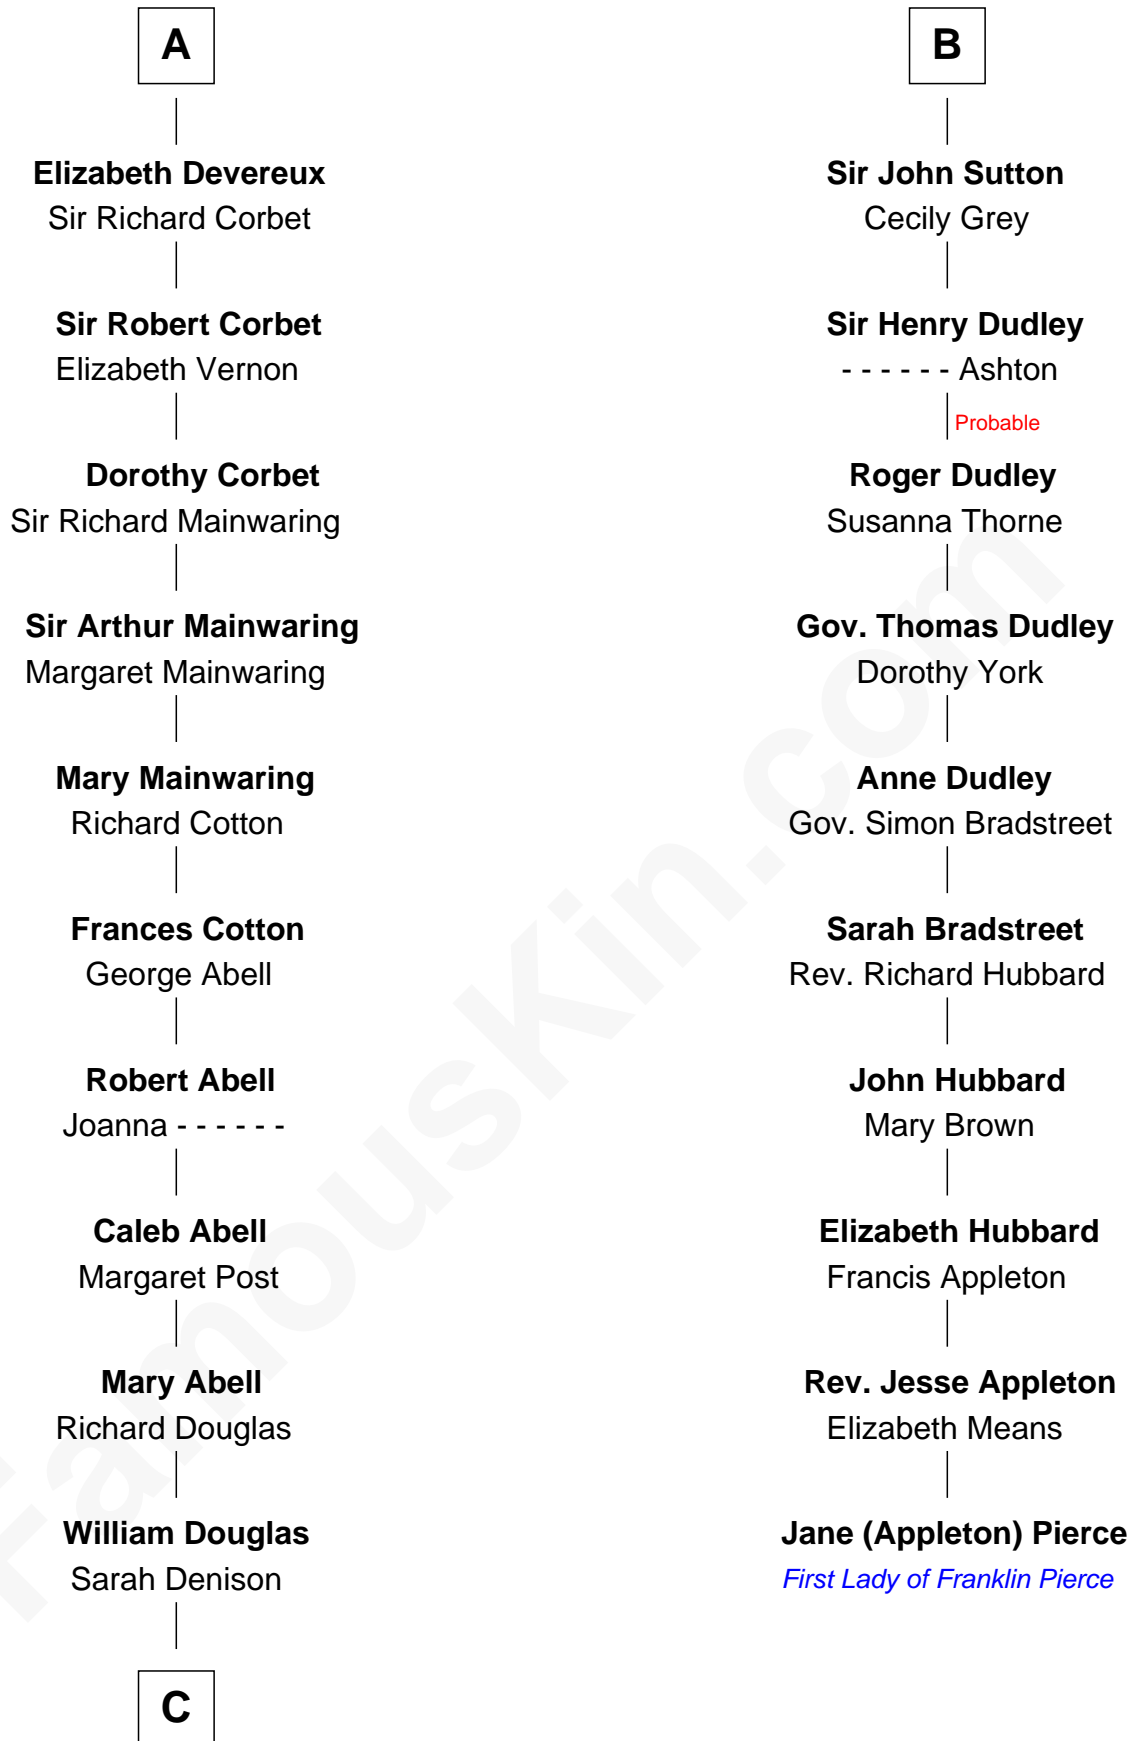 A
Elizabeth Devereux
Sir Richard Corbet
Sir Robert Corbet
Elizabeth Vernon
Dorothy Corbet
Sir Richard Mainwaring
Sir Arthur Mainwaring
Margaret Mainwaring
Mary Mainwaring
Richard Cotton
Frances Cotton
George Abell
Robert Abell
Joanna - - - - - -
Caleb Abell
Margaret Post
Mary Abell
Richard Douglas
William Douglas
Sarah Denison
C
B
Sir John Sutton
Cecily Grey
Sir Henry Dudley
- - - - - - Ashton
Probable
Roger Dudley
Susanna Thorne
Gov. Thomas Dudley
Dorothy York
Anne Dudley
Gov. Simon Bradstreet
Sarah Bradstreet
Rev. Richard Hubbard
John Hubbard
Mary Brown
Elizabeth Hubbard
Francis Appleton
Rev. Jesse Appleton
Elizabeth Means
Jane (Appleton) Pierce
First Lady of Franklin Pierce
FamousKin.com